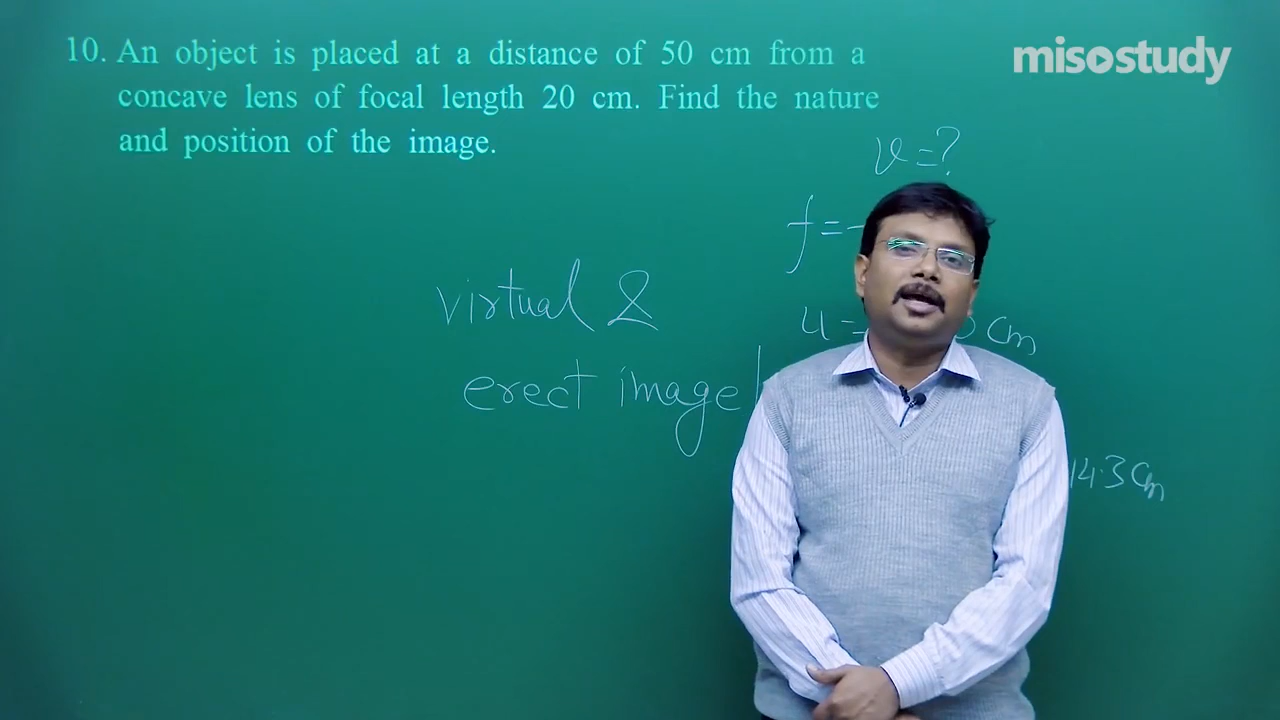 10. An object is placed at a distance of 50 cm from a
concave lens of focal length 20 cm. Find the nature
and position of the image.
misostudy
v=?
f=-
virtual &
u=
cm
erect image
14.3 cm